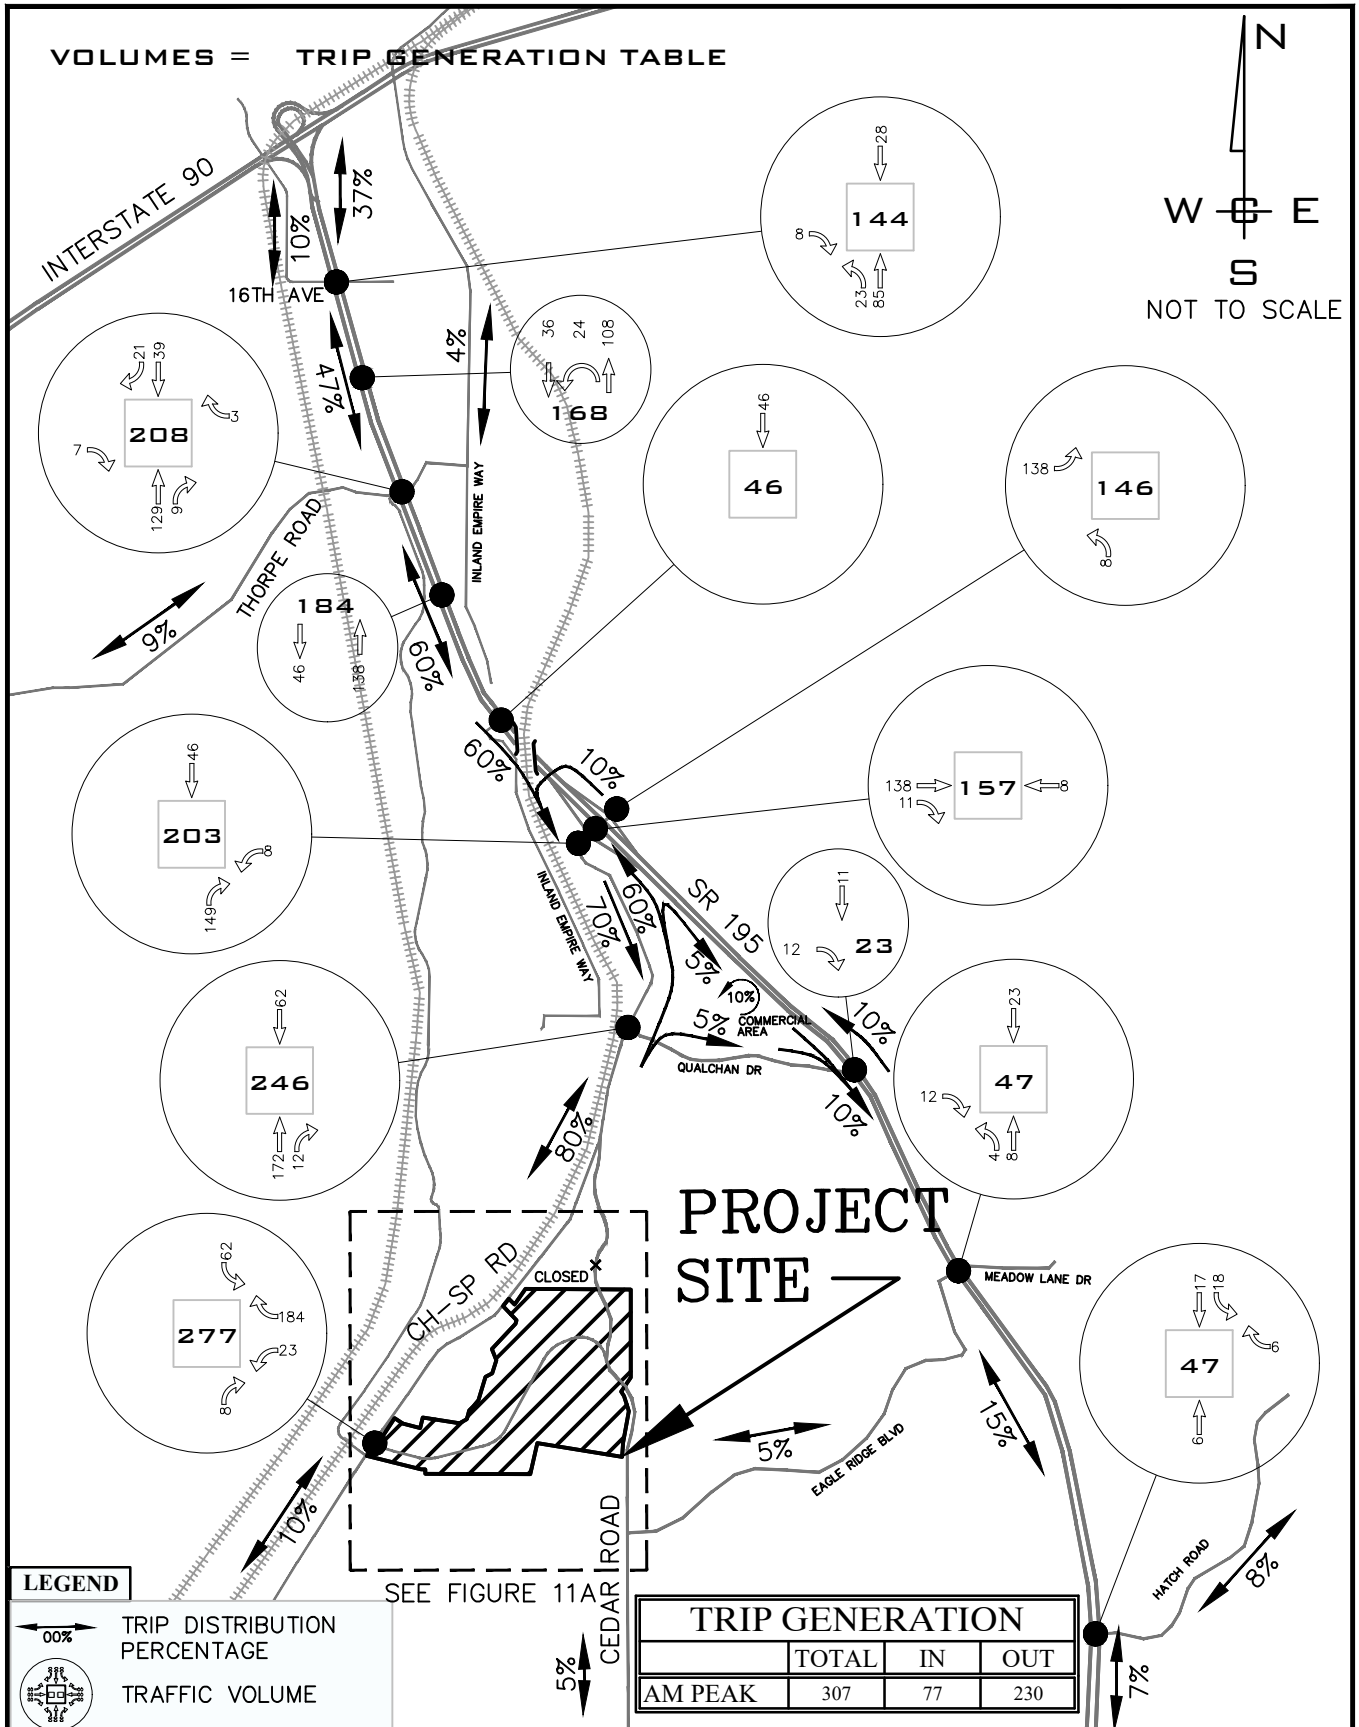 VOLUMES = TRIP GENERATION TABLE
N
W C E
S
NOT TO SCALE
INTERSTATE 90
37%
10%
16TH AVE
28
144
8
23
85
4%
47%
36
24
108
168
21
39
208
3
7
129
9
46
46
138
146
8
INLAND EMPIRE WAY
THORPE ROAD
9%
184
46
138
60%
60%
10%
46
203
8
149
138
157
8
11
SR 195
INLAND EMPIRE WAY
70%
60%
5%
10%
COMMERCIAL
AREA
5%
QUALCHAN DR
10%
10%
11
12
23
62
246
172
12
23
47
12
4
8
80%
PROJECT
SITE
MEADOW LANE DR
62
184
277
23
8
CH-SP RD
CLOSED
17
18
47
6
6
15%
5%
EAGLE RIDGE BLVD
10%
CEDAR ROAD
HATCH ROAD
8%
SEE FIGURE 11A
5%
7%
LEGEND
00%
TRIP DISTRIBUTION
PERCENTAGE
TRAFFIC VOLUME
TRIP GENERATION
TOTAL IN OUT
AM PEAK 307 77 230